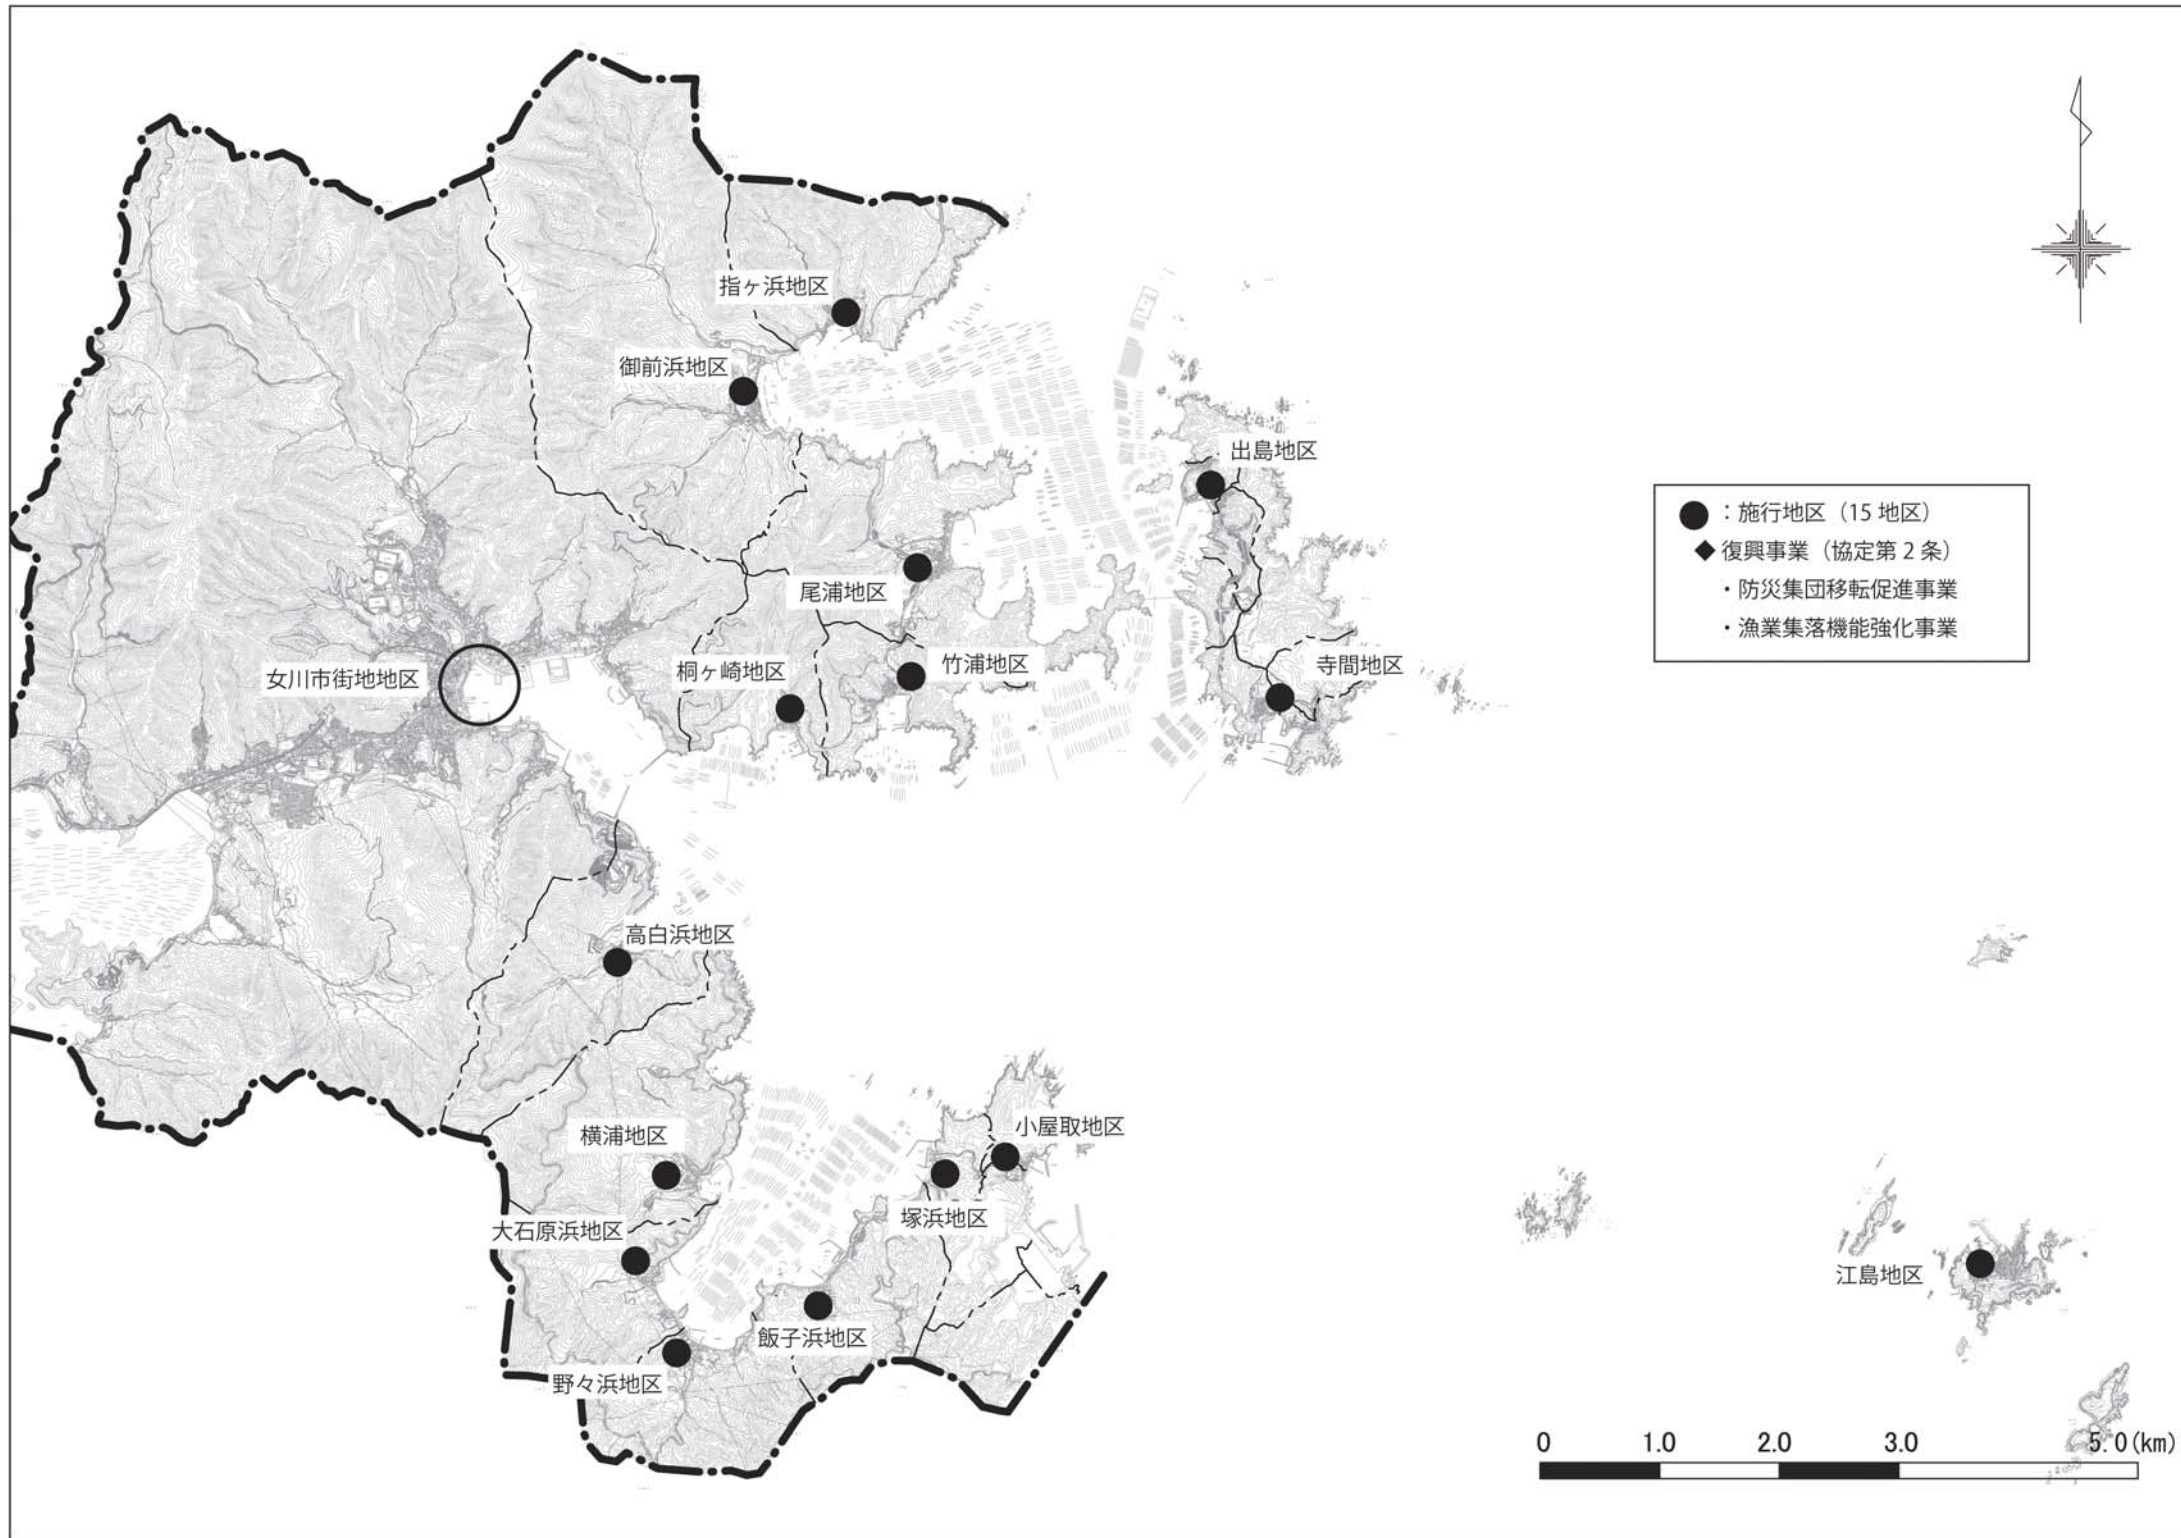 指ヶ浜地区
御前浜地区
出島地区
尾浦地区
竹浦地区
桐ヶ崎地区
女川市街地地区
寺間地区
：施行地区（15 地区）
◆復興事業（協定第 2 条）
・防災集団移転促進事業
・漁業集落機能強化事業
高白浜地区
横浦地区
小屋取地区
塚浜地区
大石原浜地区
江島地区
飯子浜地区
野々浜地区
0 1.0 2.0 3.0 5.0(km)